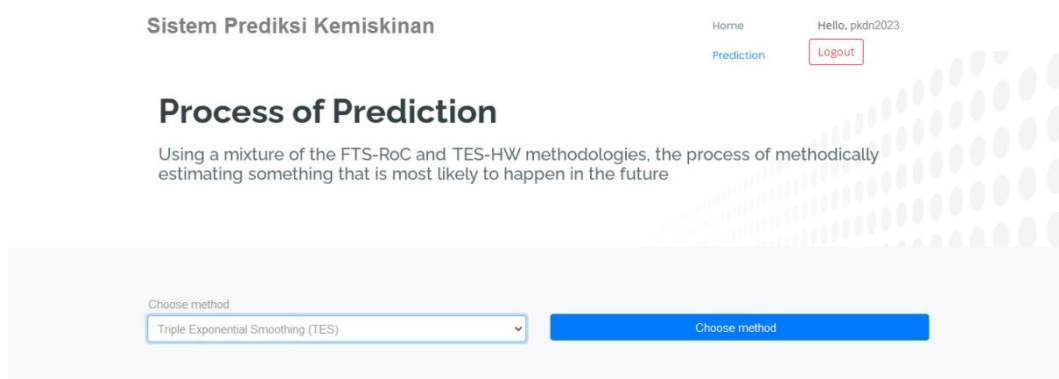 Sistem Prediksi Kemiskinan
Home
Hello, pkdn2023
Prediction
Logout
Process of Prediction
Using a mixture of the FTS-RoC and TES-HW methodologies, the process of methodically
estimating something that is most likely to happen in the future
Choose method
Triple Exponential Smoothing (TES)
Choose method